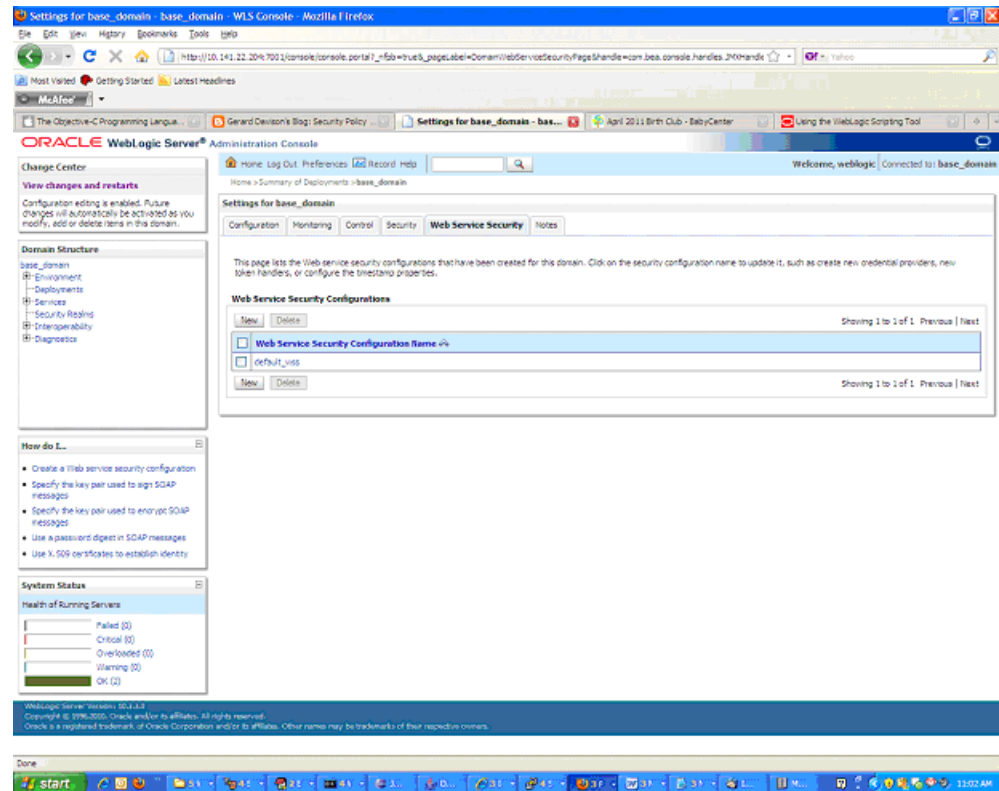 Settings for base_domain - base_domain - WLS Console - Mozilla Firefox
File Edit View History Bookmarks Tools Help
Yahoo
Most Visited Getting Started Latest Headlines
McAfee
The Objective-C Programming Langua... Gerard Davison's Blog: Security Policy ... Settings for base_domain - bas... April 2011 Birth Club - BabyCenter Using the WebLogic Scripting Tool
ORACLE WebLogic Server® Administration Console
Change Center
View changes and restarts
Configuration editing is enabled. Future changes will automatically be activated as you modify, add or delete items in this domain.
Domain Structure
base_domain
Environment
Deployments
Services
Security Realms
Interoperability
Diagnostics
How do I...
Create a Web service security configuration
Specify the key pair used to sign SOAP messages
Specify the key pair used to encrypt SOAP messages
Use a password digest in SOAP messages
Use X.509 certificates to establish identity
System Status
Health of Running Servers
Failed (0)
Critical (0)
Overloaded (0)
Warning (0)
OK (2)
Home Log Out Preferences Record Help
Welcome, weblogic Connected to: base_domain
Home >Summary of Deployments >base_domain
Settings for base_domain
Configuration Monitoring Control Security Web Service Security Notes
This page lists the Web service security configurations that have been created for this domain. Click on the security configuration name to update it, such as create new credential providers, new token handlers, or configure the timestamp properties.
Web Service Security Configurations
New Delete Showing 1 to 1 of 1 Previous | Next
Web Service Security Configuration Name
default_wss
New Delete Showing 1 to 1 of 1 Previous | Next
WebLogic Server Version: 10.3.3.0
Copyright © 1996,2010, Oracle and/or its affiliates. All rights reserved.
Oracle is a registered trademark of Oracle Corporation and/or its affiliates. Other names may be trademarks of their respective owners.
Done
start
11:02 AM